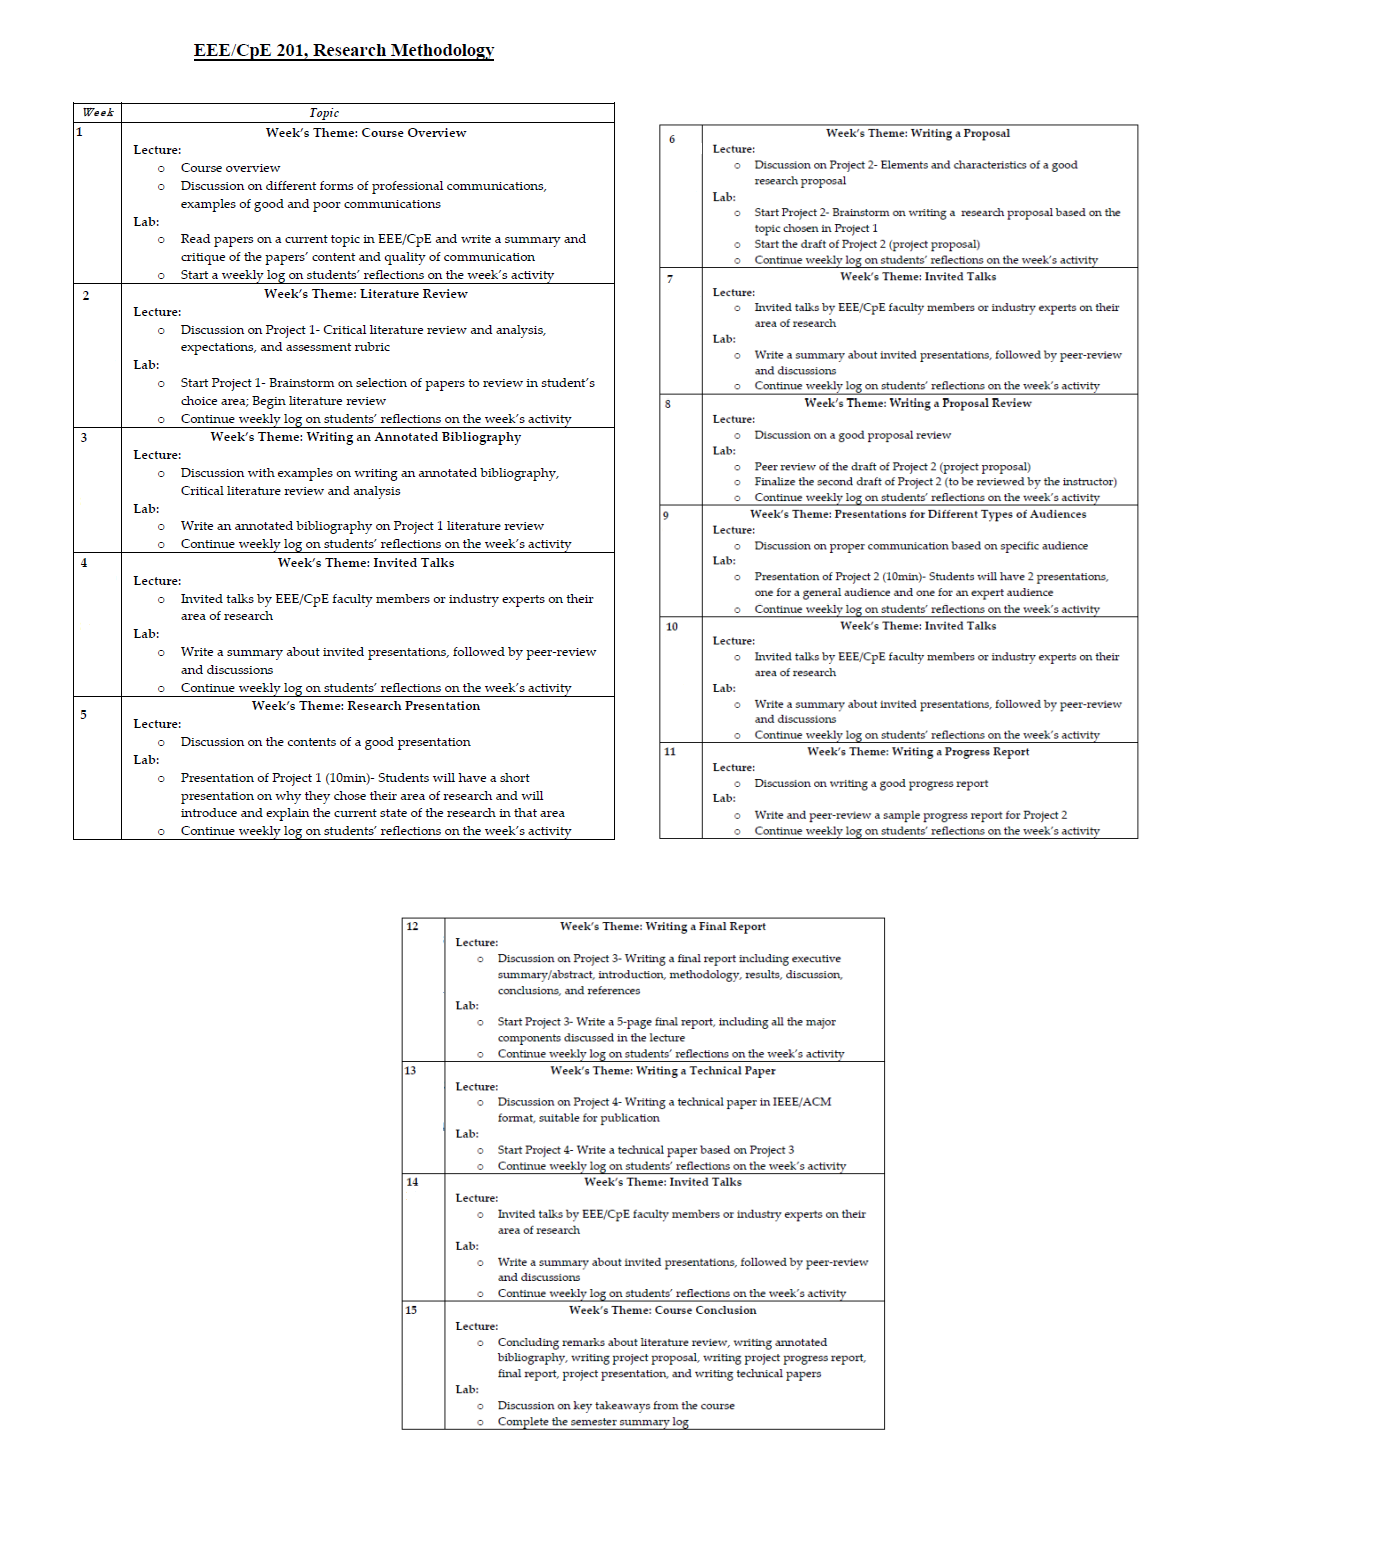 EEE/CpE 201, Research Methodology
Week Topic
1 Week's Theme: Course Overview
Lecture:
o Course overview
o Discussion on different forms of professional communications,
examples of good and poor communications
Lab:
o Read papers on a current topic in EEE/CpE and write a summary and
critique of the papers' content and quality of communication
o Start a weekly log on students' reflections on the week's activity
2 Week's Theme: Literature Review
Lecture:
o Discussion on Project 1- Critical literature review and analysis,
expectations, and assessment rubric
Lab:
o Start Project 1- Brainstorm on selection of papers to review in student's
choice area; Begin literature review
o Continue weekly log on students' reflections on the week's activity
3 Week's Theme: Writing an Annotated Bibliography
Lecture:
o Discussion with examples on writing an annotated bibliography,
Critical literature review and analysis
Lab:
o Write an annotated bibliography on Project 1 literature review
o Continue weekly log on students' reflections on the week's activity
4 Week's Theme: Invited Talks
Lecture:
o Invited talks by EEE/CpE faculty members or industry experts on their
area of research
Lab:
o Write a summary about invited presentations, followed by peer-review
and discussions
o Continue weekly log on students' reflections on the week's activity
5 Week's Theme: Research Presentation
Lecture:
o Discussion on the contents of a good presentation
Lab:
o Presentation of Project 1 (10min)- Students will have a short
presentation on why they chose their area of research and will
introduce and explain the current state of the research in that area
o Continue weekly log on students' reflections on the week's activity
6 Week's Theme: Writing a Proposal
Lecture:
o Discussion on Project 2- Elements and characteristics of a good
research proposal
Lab:
o Start Project 2- Brainstorm on writing a research proposal based on the
topic chosen in Project 1
o Start the draft of Project 2 (project proposal)
o Continue weekly log on students' reflections on the week's activity
7 Week's Theme: Invited Talks
Lecture:
o Invited talks by EEE/CpE faculty members or industry experts on their
area of research
Lab:
o Write a summary about invited presentations, followed by peer-review
and discussions
o Continue weekly log on students' reflections on the week's activity
8 Week's Theme: Writing a Proposal Review
Lecture:
o Discussion on a good proposal review
Lab:
o Peer review of the draft of Project 2 (project proposal)
o Finalize the second draft of Project 2 (to be reviewed by the instructor)
o Continue weekly log on students' reflections on the week's activity
9 Week's Theme: Presentations for Different Types of Audiences
Lecture:
o Discussion on proper communication based on specific audience
Lab:
o Presentation of Project 2 (10min)- Students will have 2 presentations,
one for a general audience and one for an expert audience
o Continue weekly log on students' reflections on the week's activity
10 Week's Theme: Invited Talks
Lecture:
o Invited talks by EEE/CpE faculty members or industry experts on their
area of research
Lab:
o Write a summary about invited presentations, followed by peer-review
and discussions
o Continue weekly log on students' reflections on the week's activity
11 Week's Theme: Writing a Progress Report
Lecture:
o Discussion on writing a good progress report
Lab:
o Write and peer-review a sample progress report for Project 2
o Continue weekly log on students' reflections on the week's activity
12 Week's Theme: Writing a Final Report
Lecture:
o Discussion on Project 3- Writing a final report including executive
summary/abstract, introduction, methodology, results, discussion,
conclusions, and references
Lab:
o Start Project 3- Write a 5-page final report, including all the major
components discussed in the lecture
o Continue weekly log on students' reflections on the week's activity
13 Week's Theme: Writing a Technical Paper
Lecture:
o Discussion on Project 4- Writing a technical paper in IEEE/ACM
format, suitable for publication
Lab:
o Start Project 4- Write a technical paper based on Project 3
o Continue weekly log on students' reflections on the week's activity
14 Week's Theme: Invited Talks
Lecture:
o Invited talks by EEE/CpE faculty members or industry experts on their
area of research
Lab:
o Write a summary about invited presentations, followed by peer-review
and discussions
o Continue weekly log on students' reflections on the week's activity
15 Week's Theme: Course Conclusion
Lecture:
o Concluding remarks about literature review, writing annotated
bibliography, writing project proposal, writing project progress report,
final report, project presentation, and writing technical papers
Lab:
o Discussion on key takeaways from the course
o Complete the semester summary log